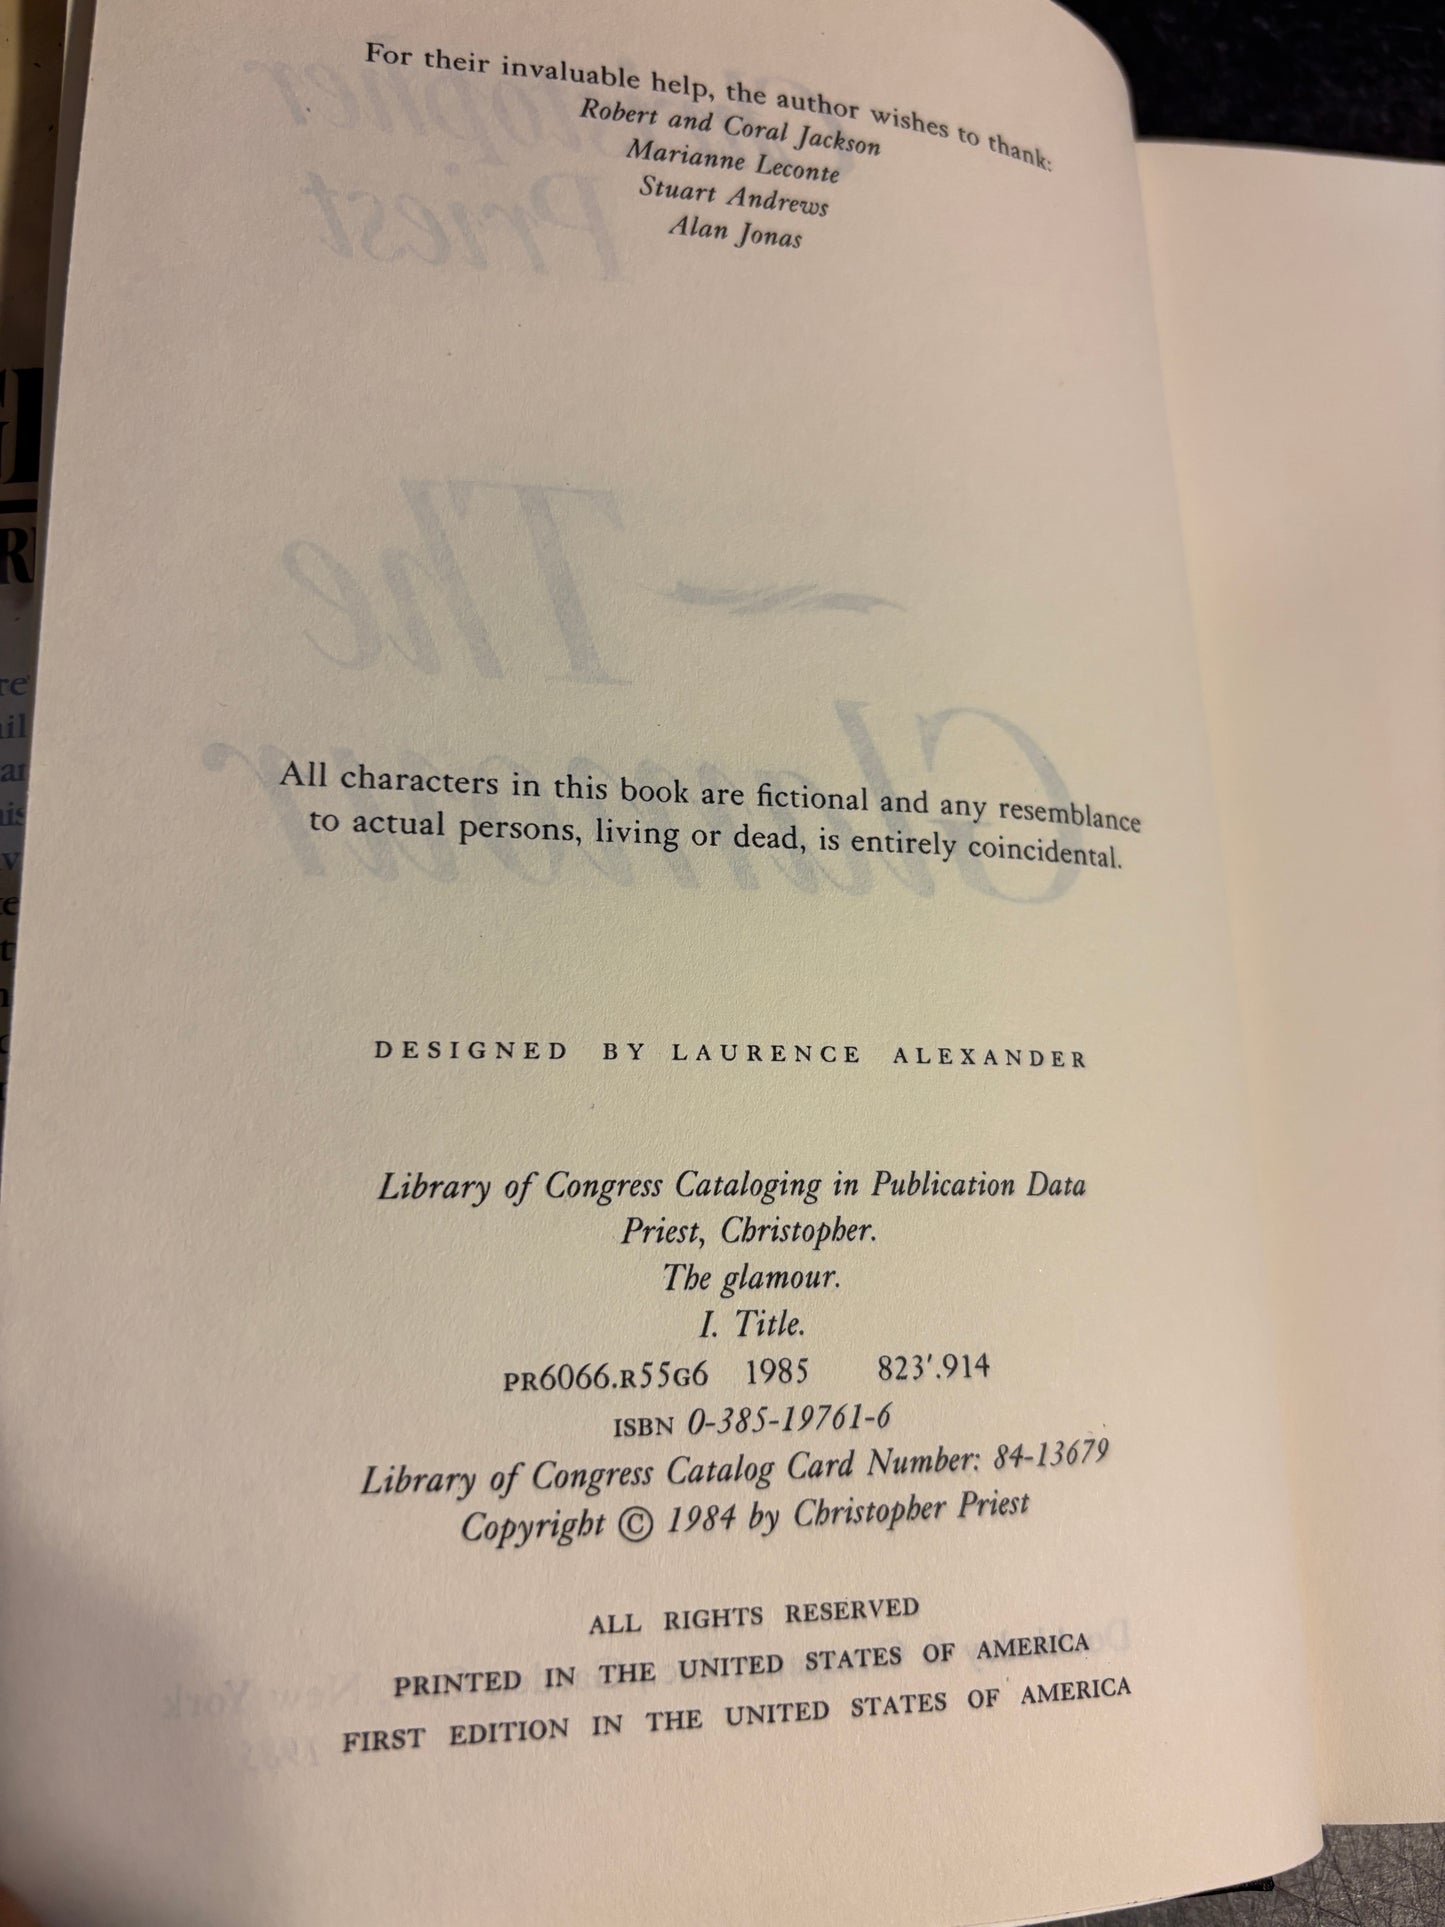 For their invaluable help, the author wishes to thank:
Robert and Coral Jackson
Marianne Leconte
Stuart Andrews
Alan Jonas
Priest
The
Glamour
All characters in this book are fictional and any resemblance
to actual persons, living or dead, is entirely coincidental.
DESIGNED BY LAURENCE ALEXANDER
Library of Congress Cataloging in Publication Data
Priest, Christopher.
The glamour.
I. Title.
PR6066.R55G6 1985 823'.914
ISBN 0-385-19761-6
Library of Congress Catalog Card Number: 84-13679
Copyright © 1984 by Christopher Priest
ALL RIGHTS RESERVED
PRINTED IN THE UNITED STATES OF AMERICA
FIRST EDITION IN THE UNITED STATES OF AMERICA
New York